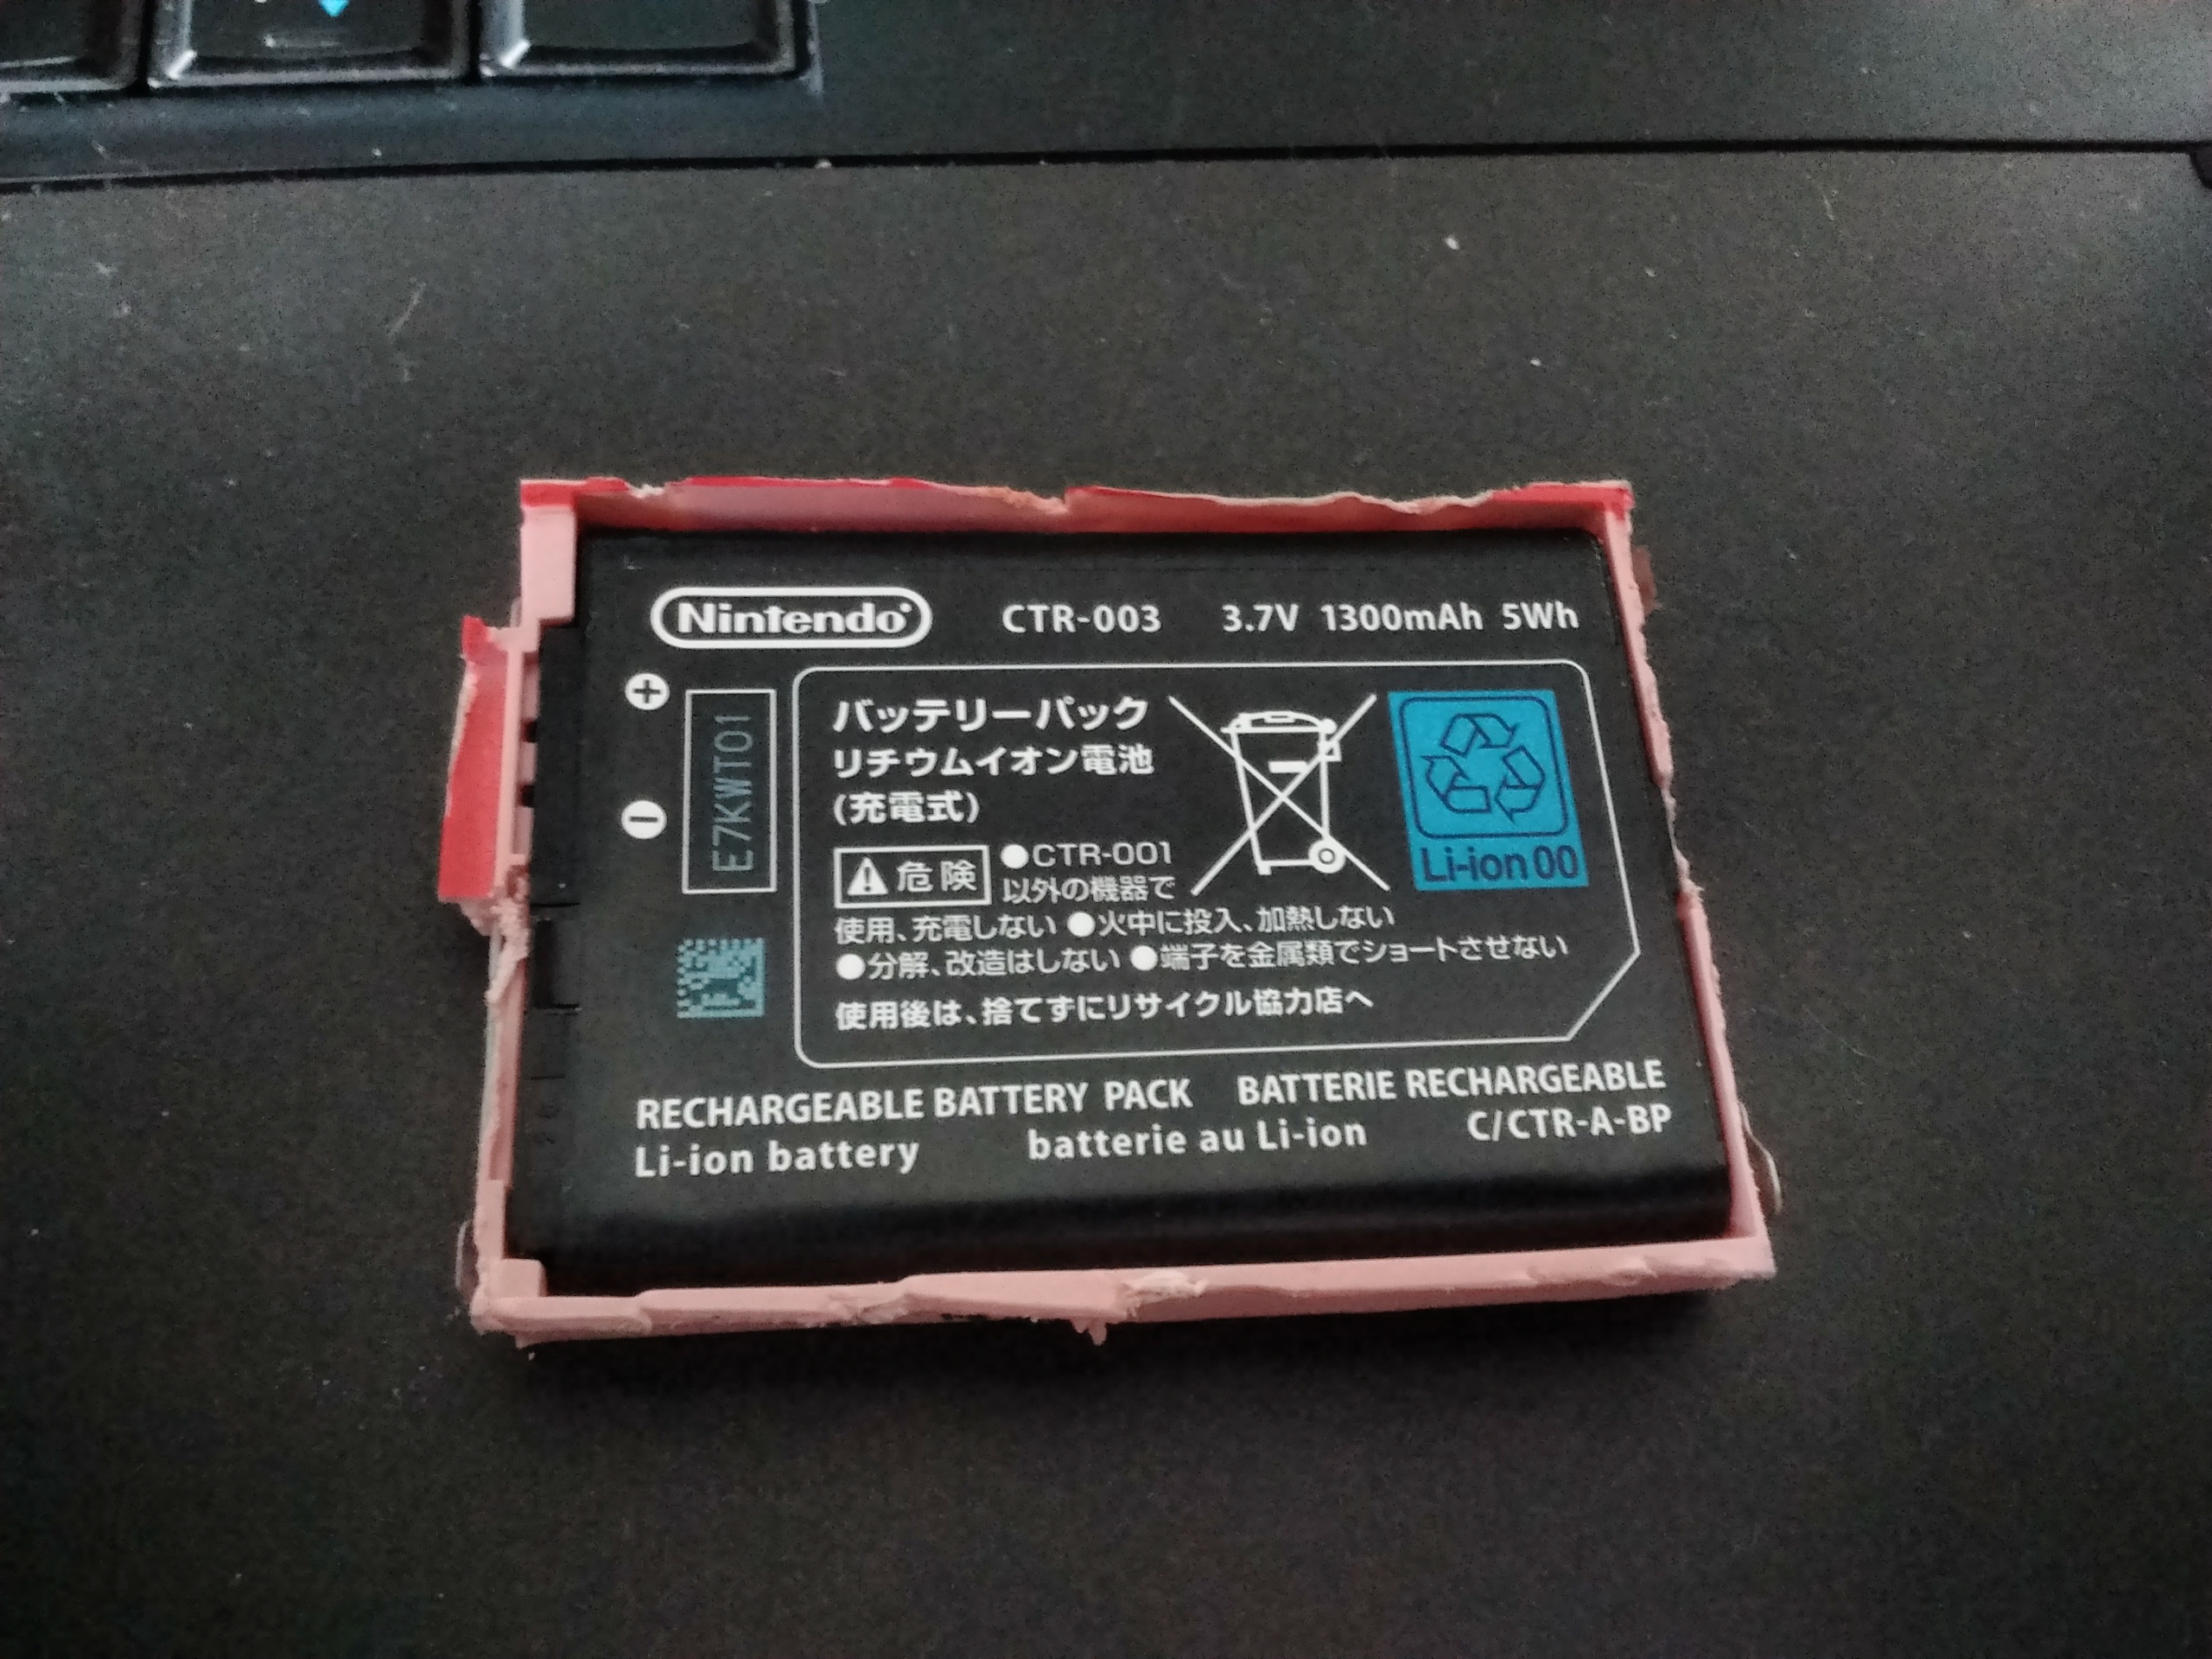 Nintendo CTR-003 3.7V 1300mAh 5Wh
E7KWT01
バッテリーパック
リチウムイオン電池
(充電式)
危険 ●CTR-001
以外の機器で
使用、充電しない ●火中に投入、加熱しない
●分解、改造はしない ●端子を金属類でショートさせない
使用後は、捨てずにリサイクル協力店へ
Li-ion 00
RECHARGEABLE BATTERY PACK BATTERIE RECHARGEABLE
Li-ion battery batterie au Li-ion C/CTR-A-BP